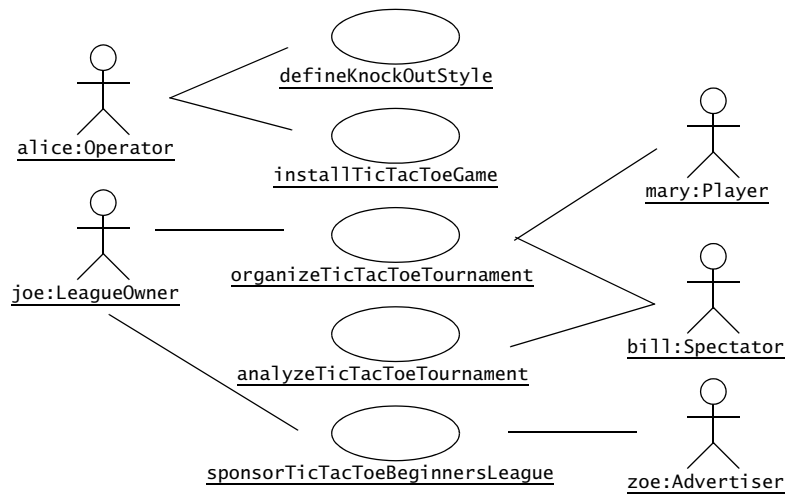 defineKnockOutStyle
alice:Operator
installTicTacToeGame
mary:Player
organizeTicTacToeTournament
joe:LeagueOwner
bill:Spectator
analyzeTicTacToeTournament
sponsorTicTacToeBeginnersLeague
zoe:Advertiser